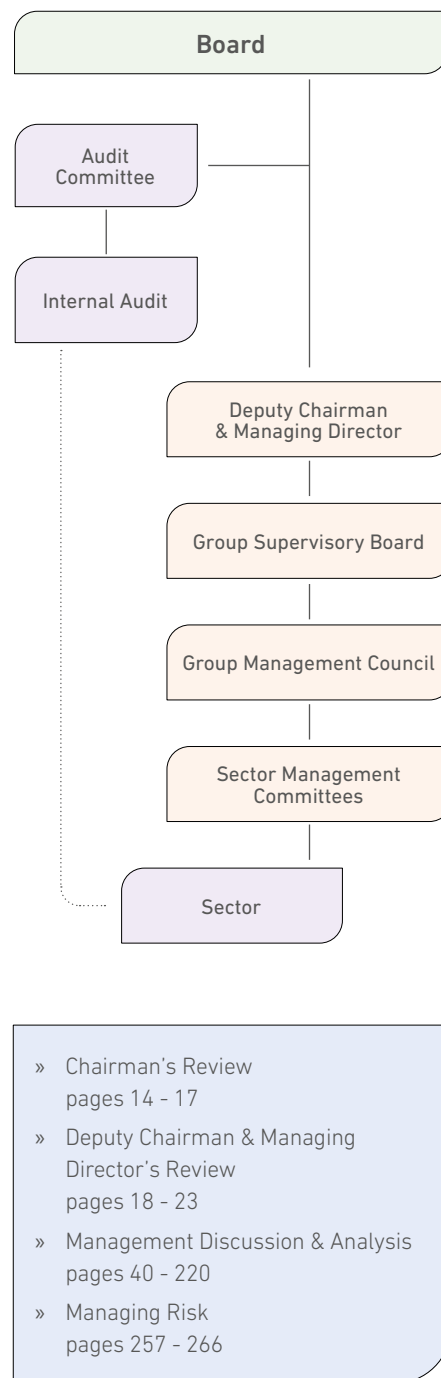 Board
Audit
Committee
Internal Audit
Deputy Chairman
& Managing Director
Group Supervisory Board
Group Management Council
Sector Management
Committees
Sector
» Chairman's Review
pages 14 - 17
» Deputy Chairman & Managing
Director's Review
pages 18 - 23
» Management Discussion & Analysis
pages 40 - 220
» Managing Risk
pages 257 - 266